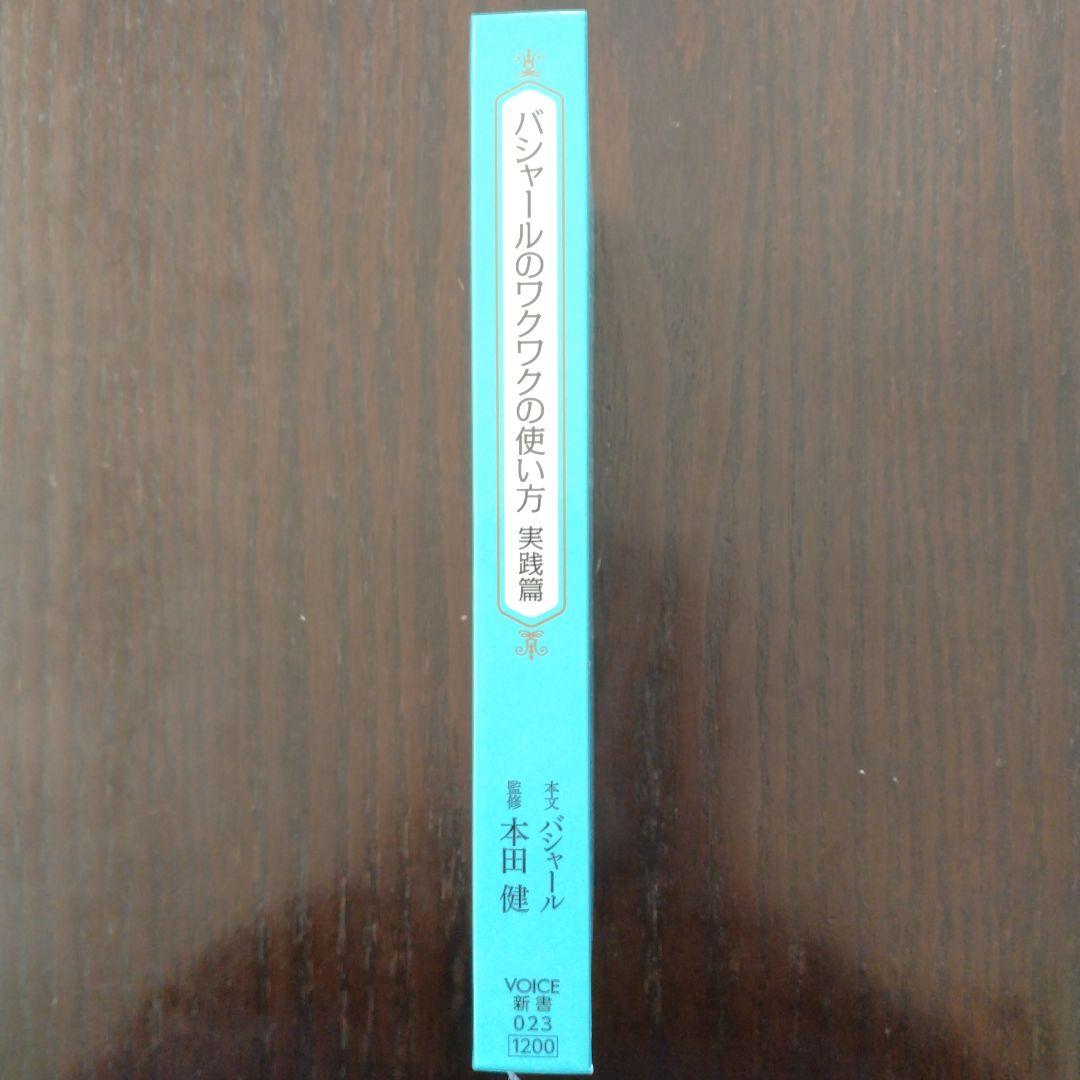 バシャールのワクワクの使い方 実践篇
本文 バシャール
監修 本田 健
VOICE
新書
023
1200